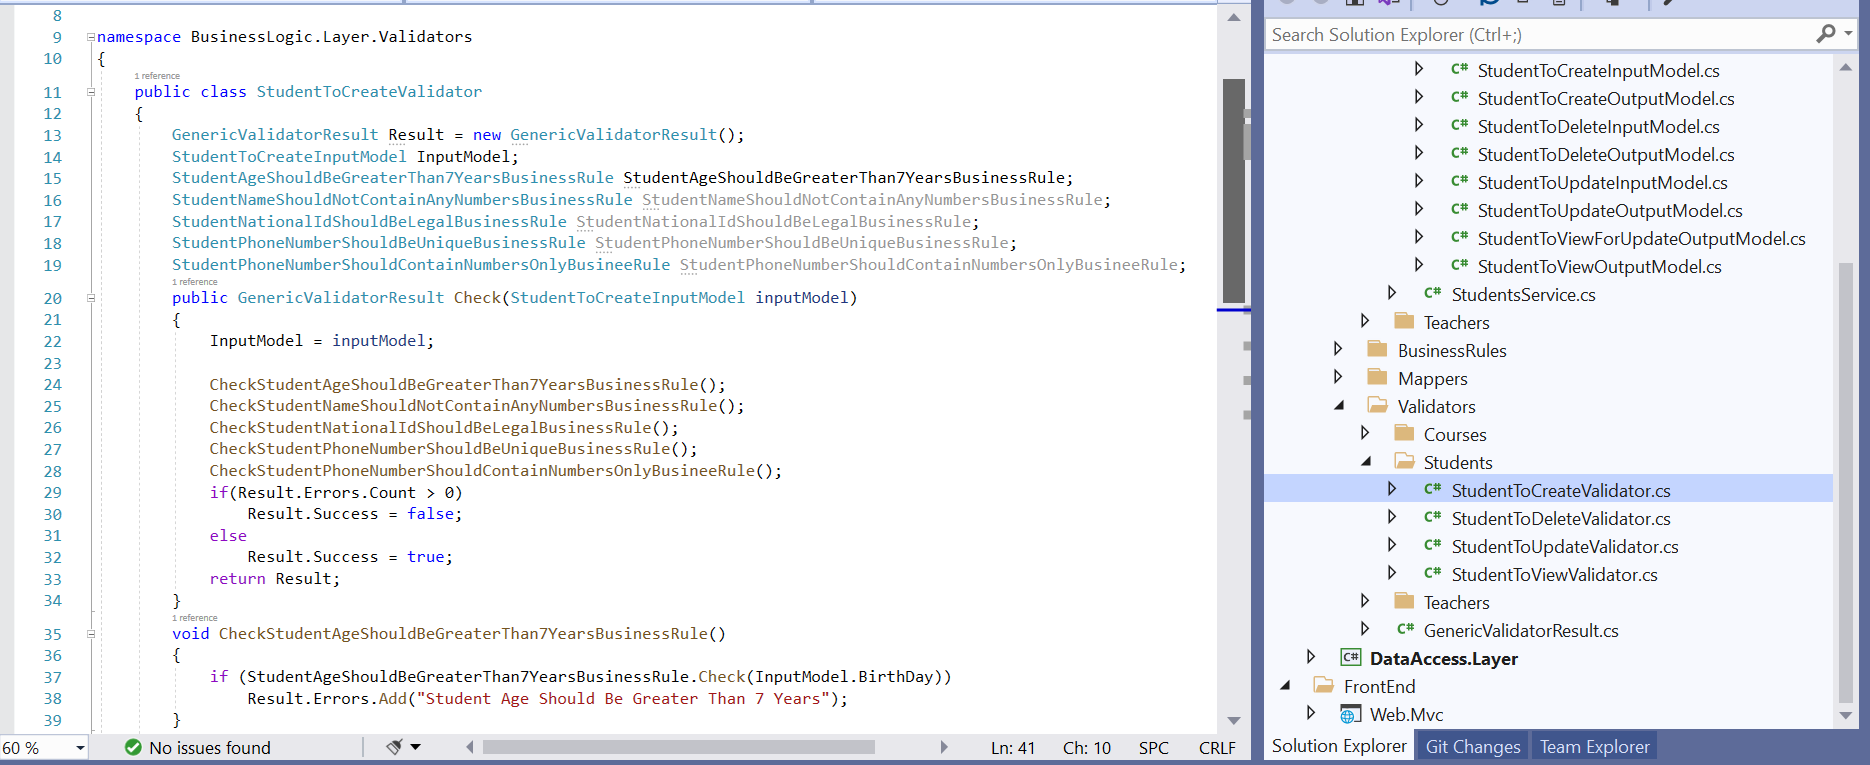 8
9 namespace BusinessLogic.Layer.Validators
10 {
1 reference
11 public class StudentToCreateValidator
12 {
13 GenericValidatorResult Result = new GenericValidatorResult();
14 StudentToCreateInputModel InputModel;
15 StudentAgeShouldBeGreaterThan7YearsBusinessRule StudentAgeShouldBeGreaterThan7YearsBusinessRule;
16 StudentNameShouldNotContainAnyNumbersBusinessRule StudentNameShouldNotContainAnyNumbersBusinessRule;
17 StudentNationalIdShouldBeLegalBusinessRule StudentNationalIdShouldBeLegalBusinessRule;
18 StudentPhoneNumberShouldBeUniqueBusinessRule StudentPhoneNumberShouldBeUniqueBusinessRule;
19 StudentPhoneNumberShouldContainNumbersOnlyBusineeRule StudentPhoneNumberShouldContainNumbersOnlyBusineeRule;
1 reference
20 public GenericValidatorResult Check(StudentToCreateInputModel inputModel)
21 {
22 InputModel = inputModel;
23
24 CheckStudentAgeShouldBeGreaterThan7YearsBusinessRule();
25 CheckStudentNameShouldNotContainAnyNumbersBusinessRule();
26 CheckStudentNationalIdShouldBeLegalBusinessRule();
27 CheckStudentPhoneNumberShouldBeUniqueBusinessRule();
28 CheckStudentPhoneNumberShouldContainNumbersOnlyBusineeRule();
29 if(Result.Errors.Count > 0)
30 Result.Success = false;
31 else
32 Result.Success = true;
33 return Result;
34 }
1 reference
35 void CheckStudentAgeShouldBeGreaterThan7YearsBusinessRule()
36 {
37 if (StudentAgeShouldBeGreaterThan7YearsBusinessRule.Check(InputModel.BirthDay))
38 Result.Errors.Add("Student Age Should Be Greater Than 7 Years");
39 }
60 % No issues found Ln: 41 Ch: 10 SPC CRLF
Search Solution Explorer (Ctrl+;)
C# StudentToCreateInputModel.cs
C# StudentToCreateOutputModel.cs
C# StudentToDeleteInputModel.cs
C# StudentToDeleteOutputModel.cs
C# StudentToUpdateInputModel.cs
C# StudentToUpdateOutputModel.cs
C# StudentToViewForUpdateOutputModel.cs
C# StudentToViewOutputModel.cs
C# StudentsService.cs
Teachers
BusinessRules
Mappers
Validators
Courses
Students
C# StudentToCreateValidator.cs
C# StudentToDeleteValidator.cs
C# StudentToUpdateValidator.cs
C# StudentToViewValidator.cs
Teachers
C# GenericValidatorResult.cs
C# DataAccess.Layer
FrontEnd
Web.Mvc
Solution Explorer Git Changes Team Explorer